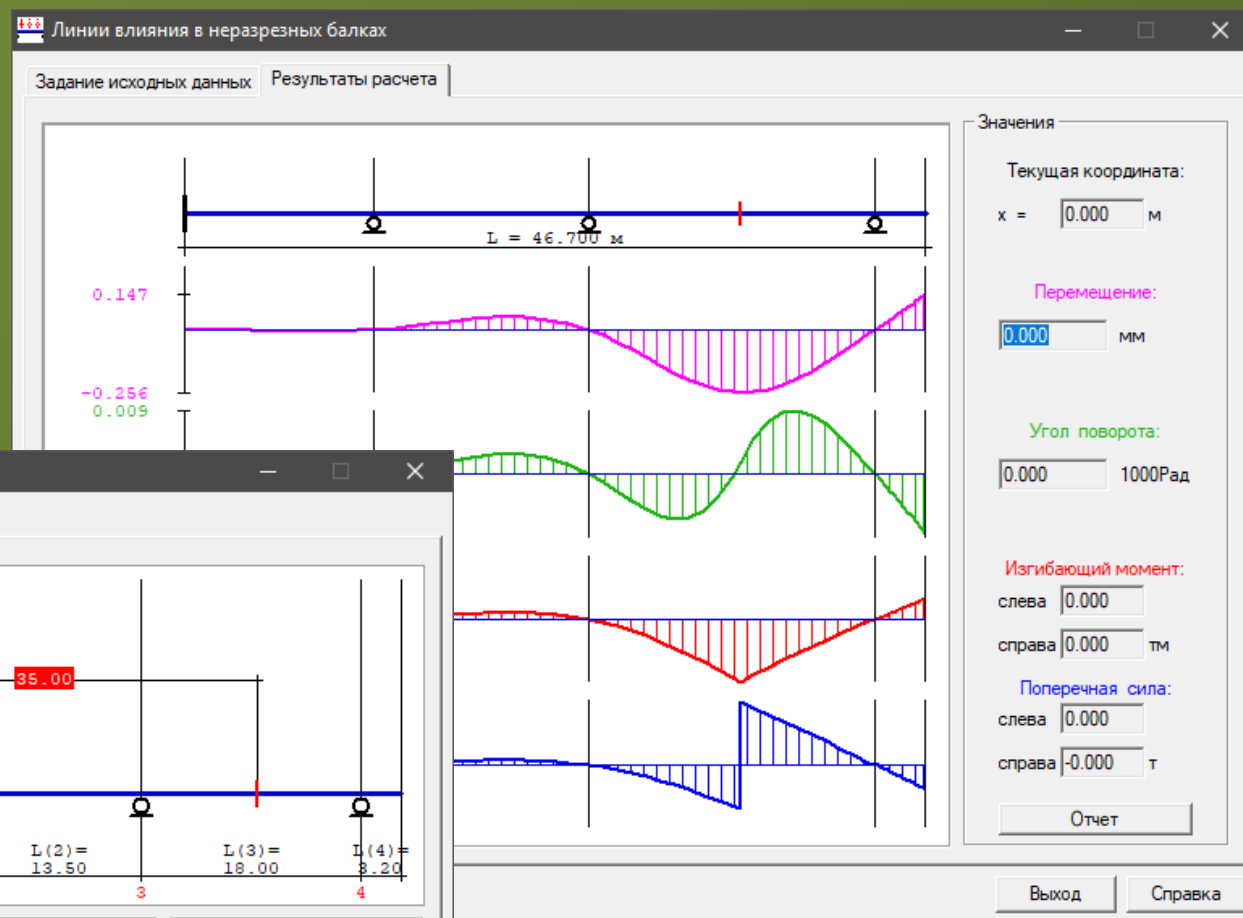 Линии влияния в неразрезных балках
Задание исходных данных
Результаты расчета
L = 46.700 м
0.147
-0.256
0.009
35.00
L(2)=
13.50
L(3)=
18.00
L(4)=
3.20
3
4
Значения
Текущая координата:
x = 0.000 м
Перемещение:
0.000 мм
Угол поворота:
0.000 1000Рад
Изгибающий момент:
слева 0.000
справа 0.000 тм
Поперечная сила:
слева 0.000
справа -0.000 т
Отчет
Выход
Справка